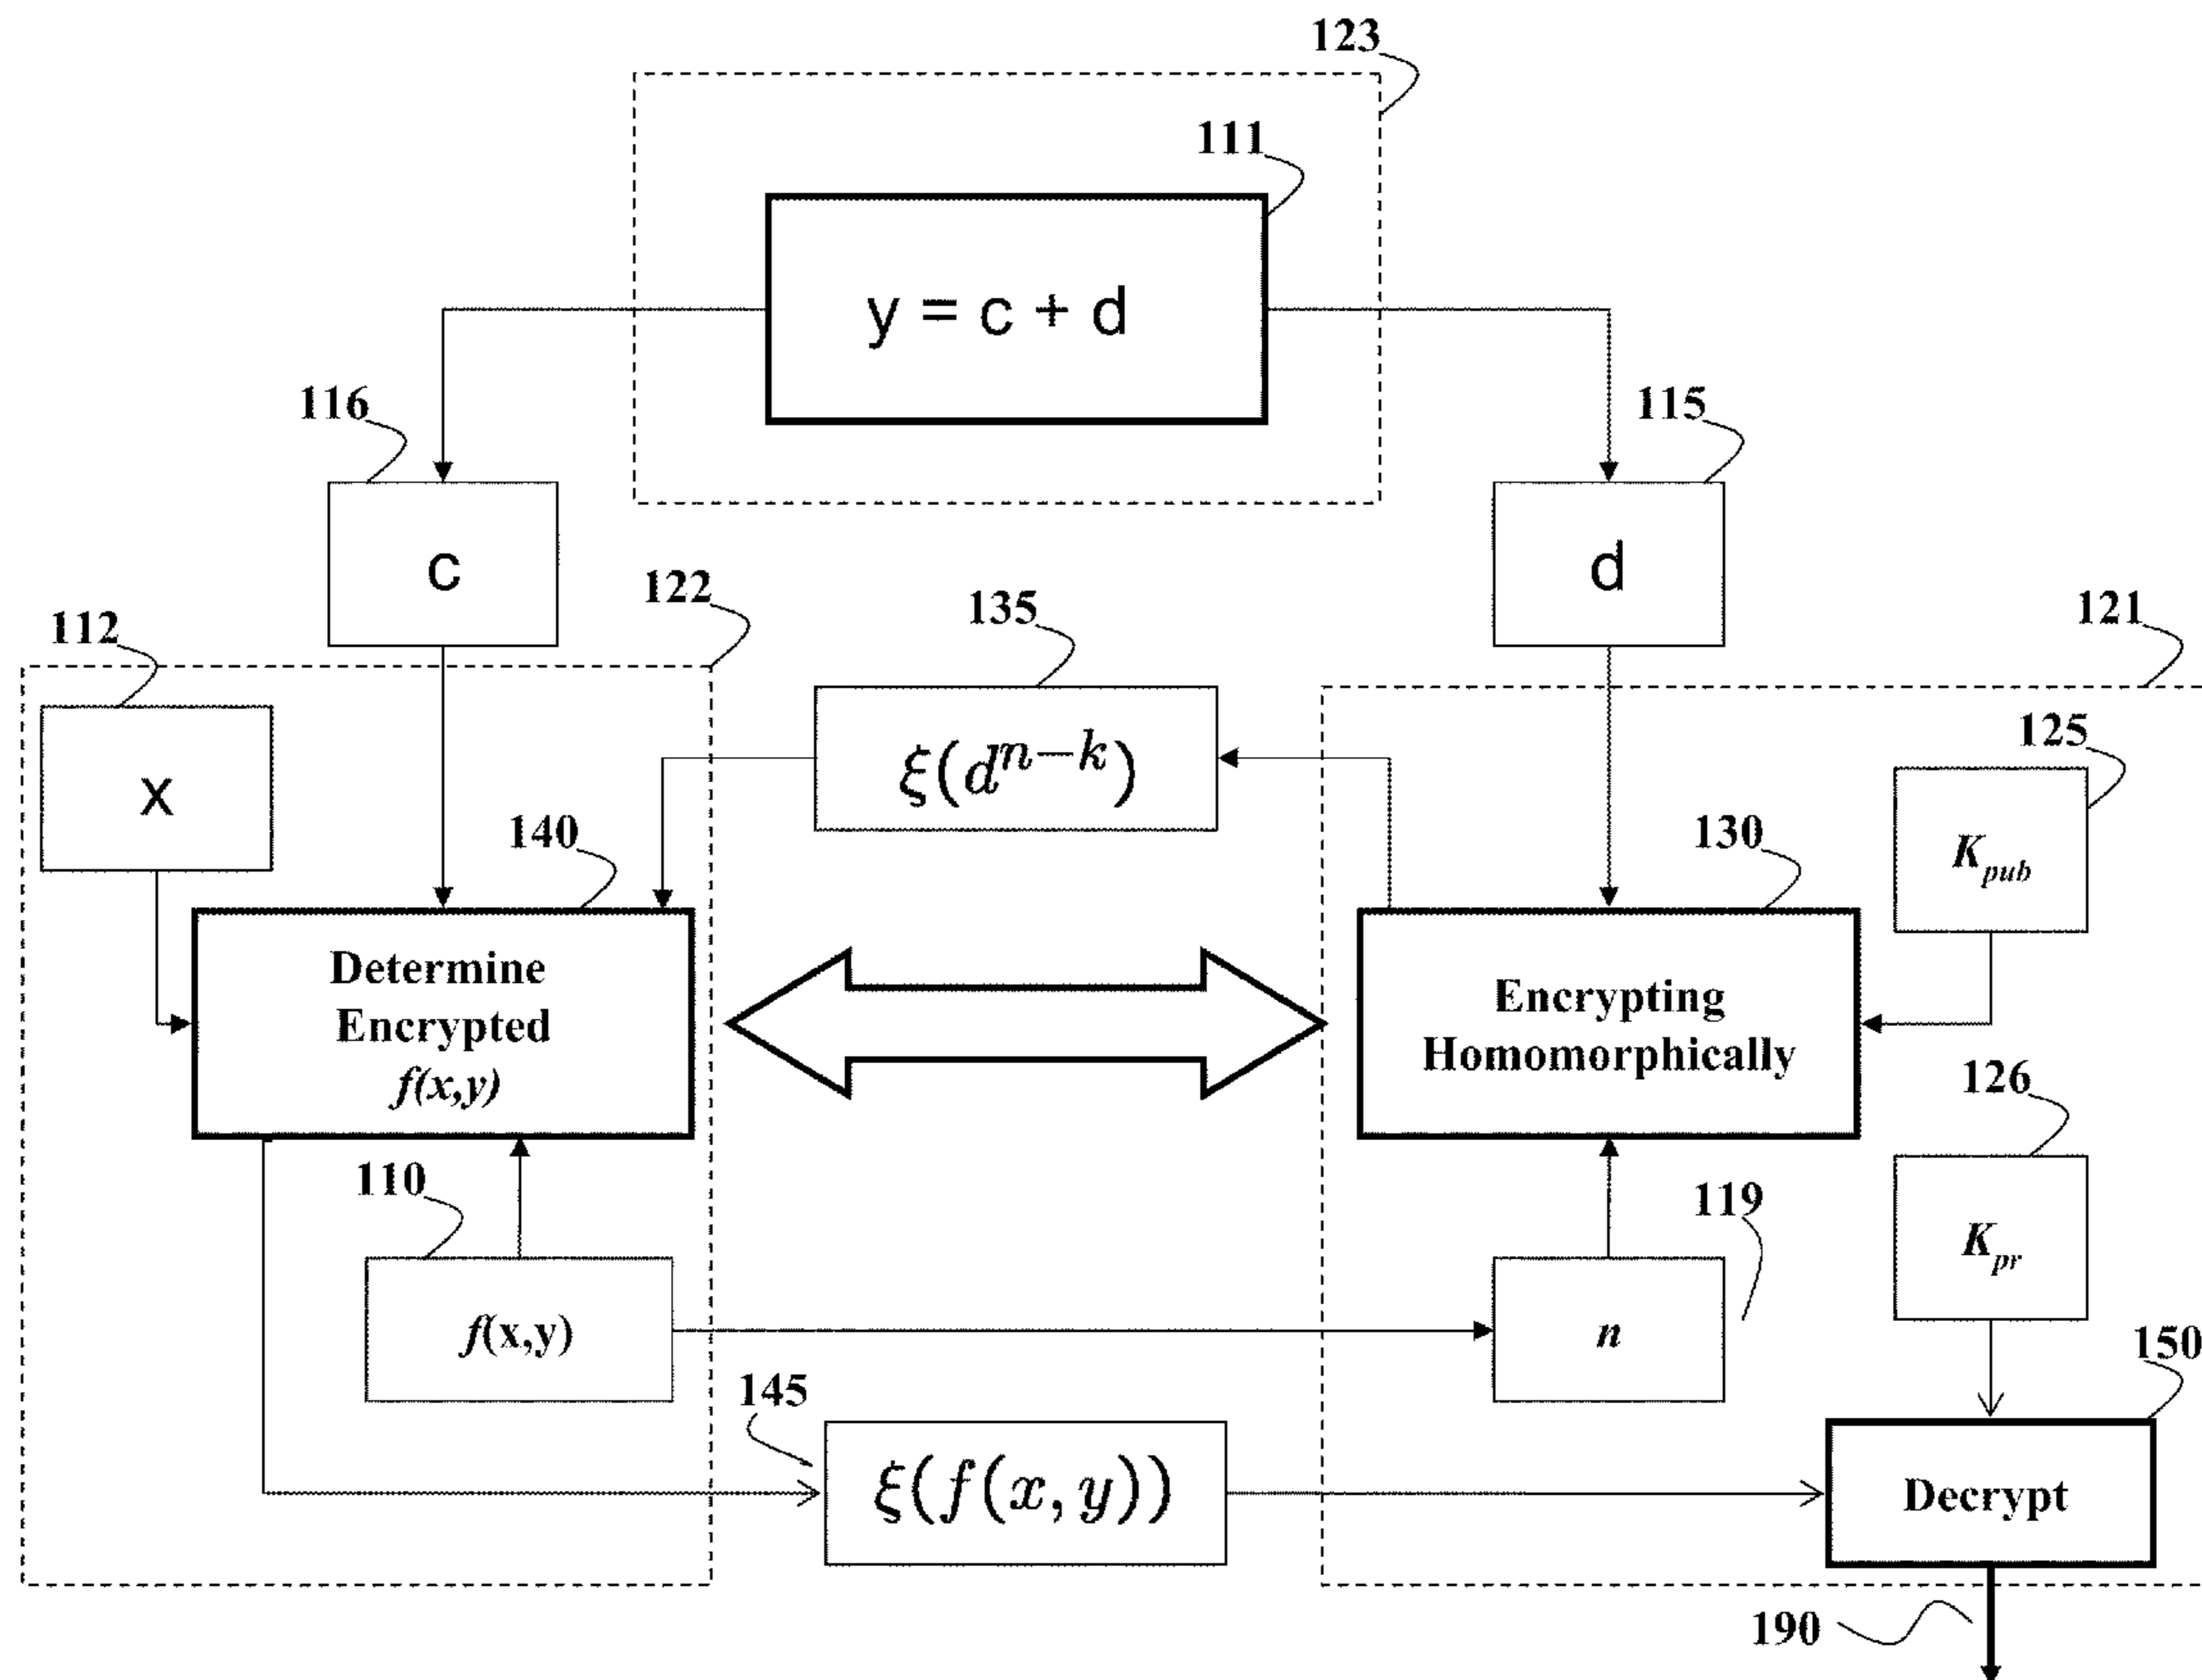 123
111
y = c + d
116
115
c
d
122
135
121
112
125
x
ξ(dⁿ⁻ᵏ)
140
130
K_pub
Determine
Encrypted
f(x,y)
Encrypting
Homomorphically
126
110
119
K_pr
f(x,y)
n
150
145
ξ(f(x, y))
Decrypt
190